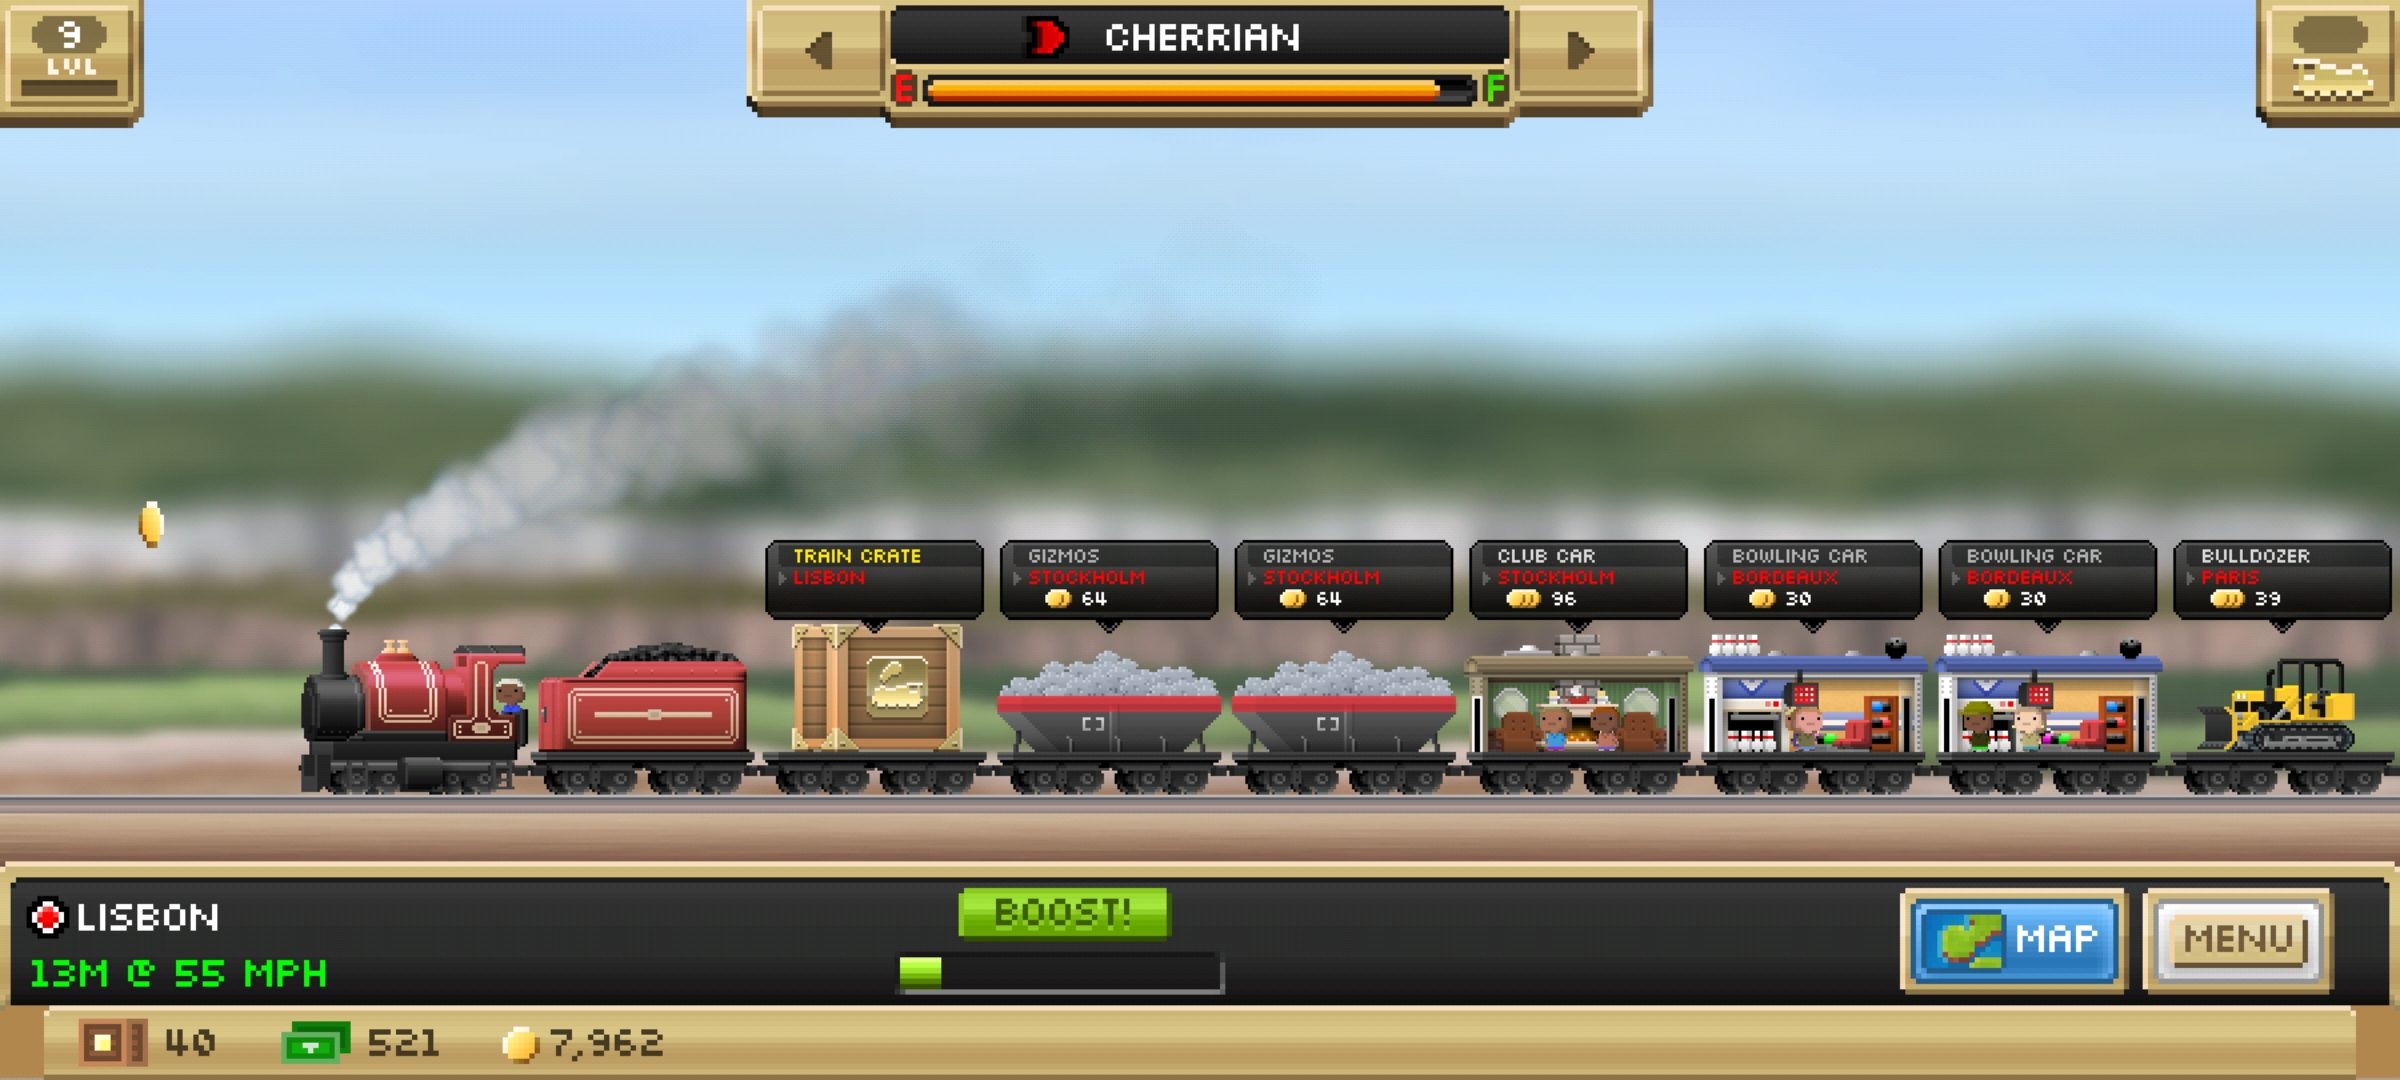 9
LVL
CHERRIAN
E F
TRAIN CRATE
LISBON
GIZMOS
STOCKHOLM
64
GIZMOS
STOCKHOLM
64
CLUB CAR
STOCKHOLM
96
BOWLING CAR
BORDEAUX
30
BOWLING CAR
BORDEAUX
30
BULLDOZER
PARIS
39
LISBON
13M @ 55 MPH
BOOST!
MAP
MENU
40 521 7,962